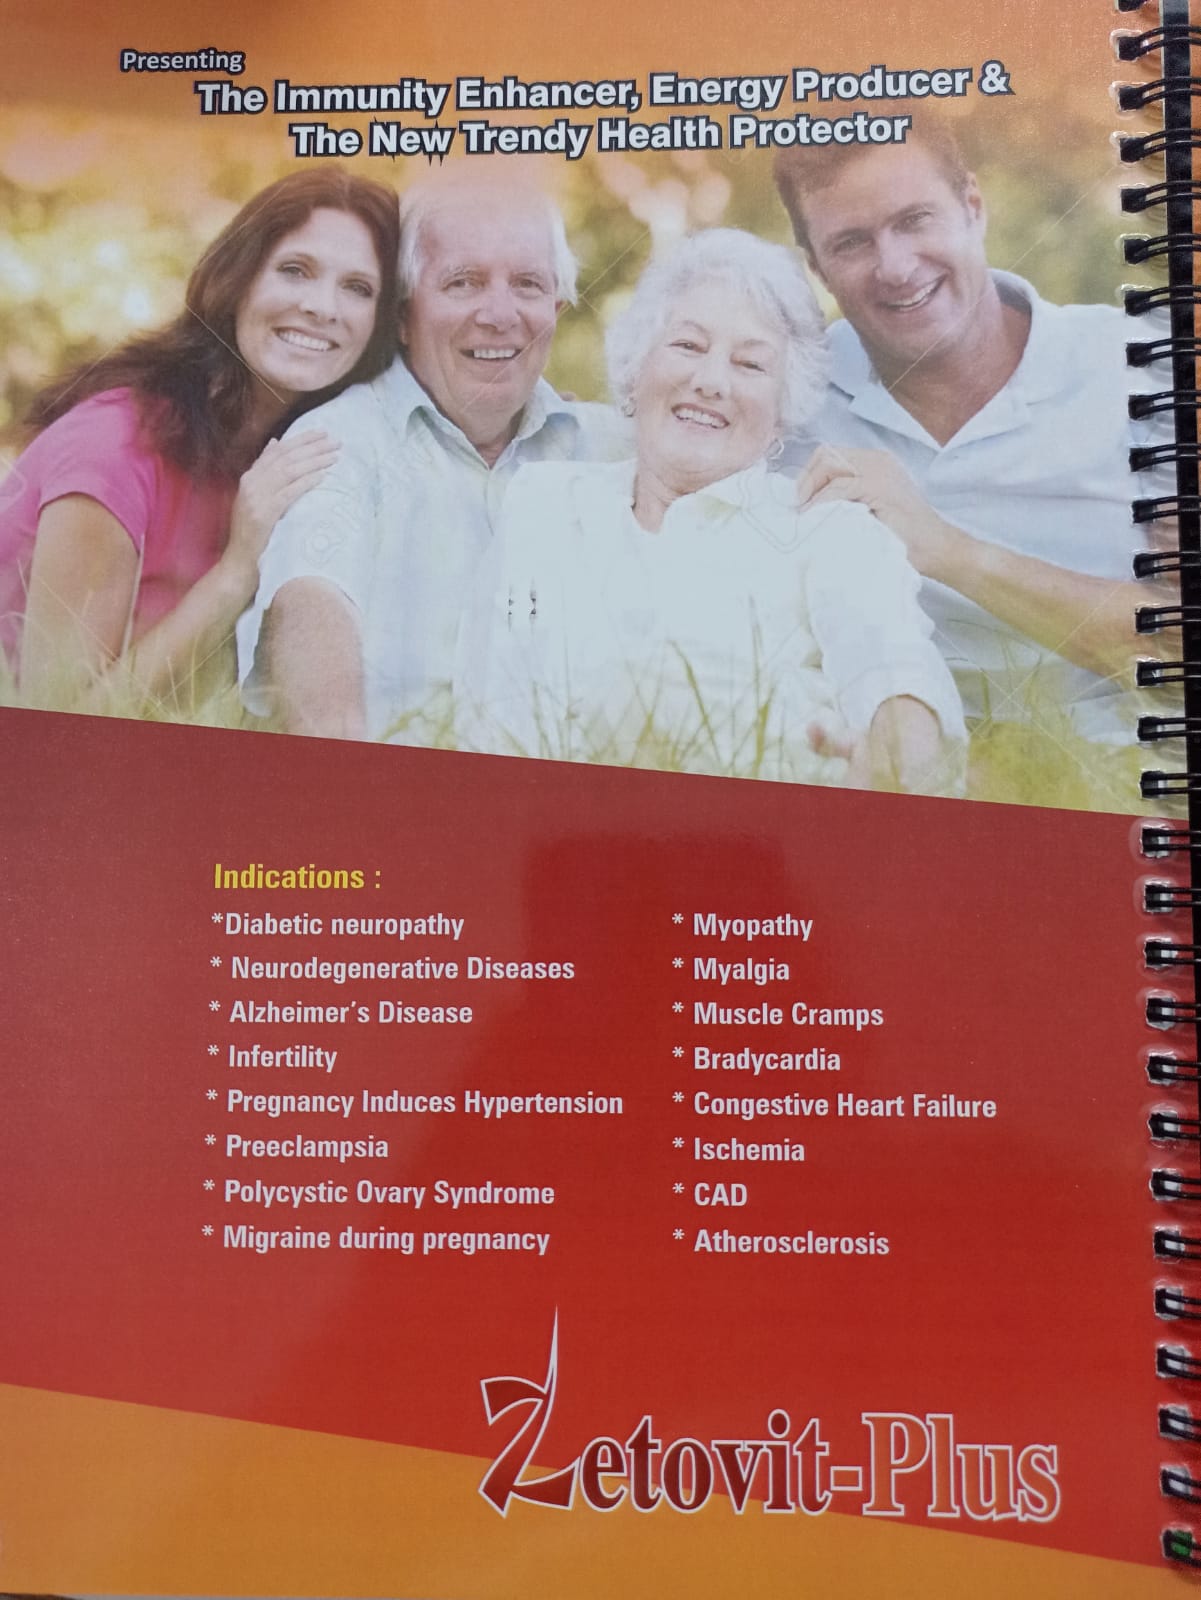 Presenting
The Immunity Enhancer, Energy Producer &
The New Trendy Health Protector
Indications :
*Diabetic neuropathy
* Neurodegenerative Diseases
* Alzheimer's Disease
* Infertility
* Pregnancy Induces Hypertension
* Preeclampsia
* Polycystic Ovary Syndrome
* Migraine during pregnancy
* Myopathy
* Myalgia
* Muscle Cramps
* Bradycardia
* Congestive Heart Failure
* Ischemia
* CAD
* Atherosclerosis
Zetovit-Plus